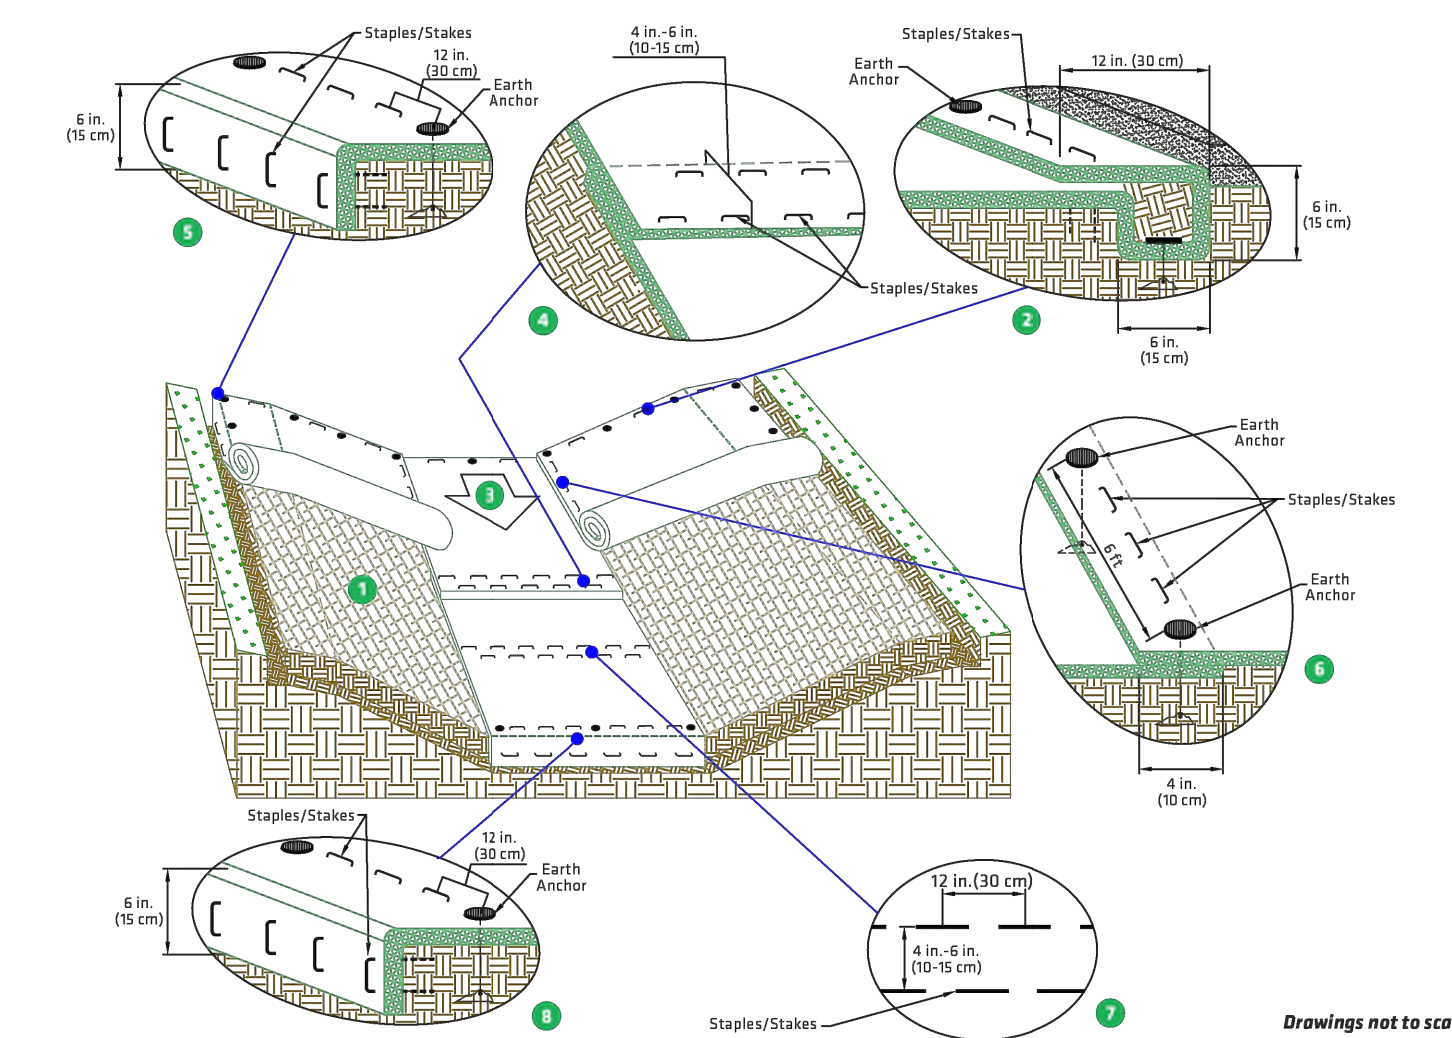 Staples/Stakes
12 in.
(30 cm)
Earth
Anchor
6 in.
(15 cm)
5
4 in.-6 in.
(10-15 cm)
Staples/Stakes
4
Staples/Stakes
Earth
Anchor
12 in. (30 cm)
6 in.
(15 cm)
6 in.
(15 cm)
2
3
1
Earth
Anchor
Staples/Stakes
6 ft
Earth
Anchor
6
4 in.
(10 cm)
Staples/Stakes
12 in.
(30 cm)
Earth
Anchor
6 in.
(15 cm)
8
12 in.(30 cm)
4 in.-6 in.
(10-15 cm)
Staples/Stakes
7
Drawings not to sca